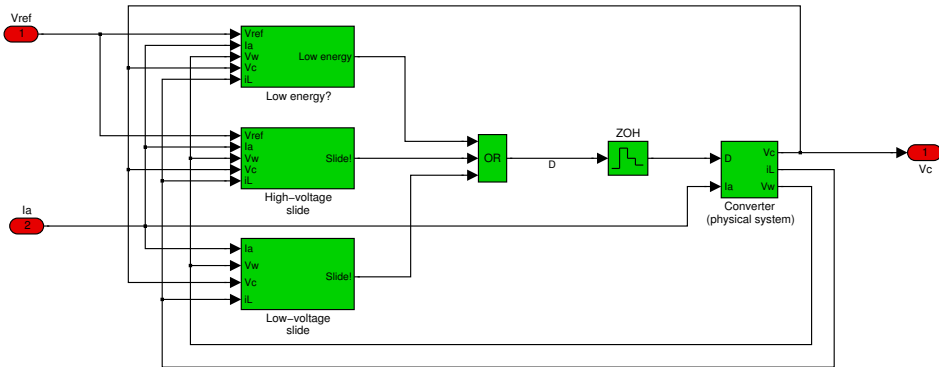 Vref
1
Vref
Ia
Vw
Vc
iL
Low energy
Low energy?
Vref
Ia
Vw
Vc
iL
Slide!
High−voltage
slide
Ia
2
Ia
Vw
Vc
iL
Slide!
Low−voltage
slide
OR
D
ZOH
D
Ia
Vc
iL
Vw
Converter
(physical system)
1
Vc